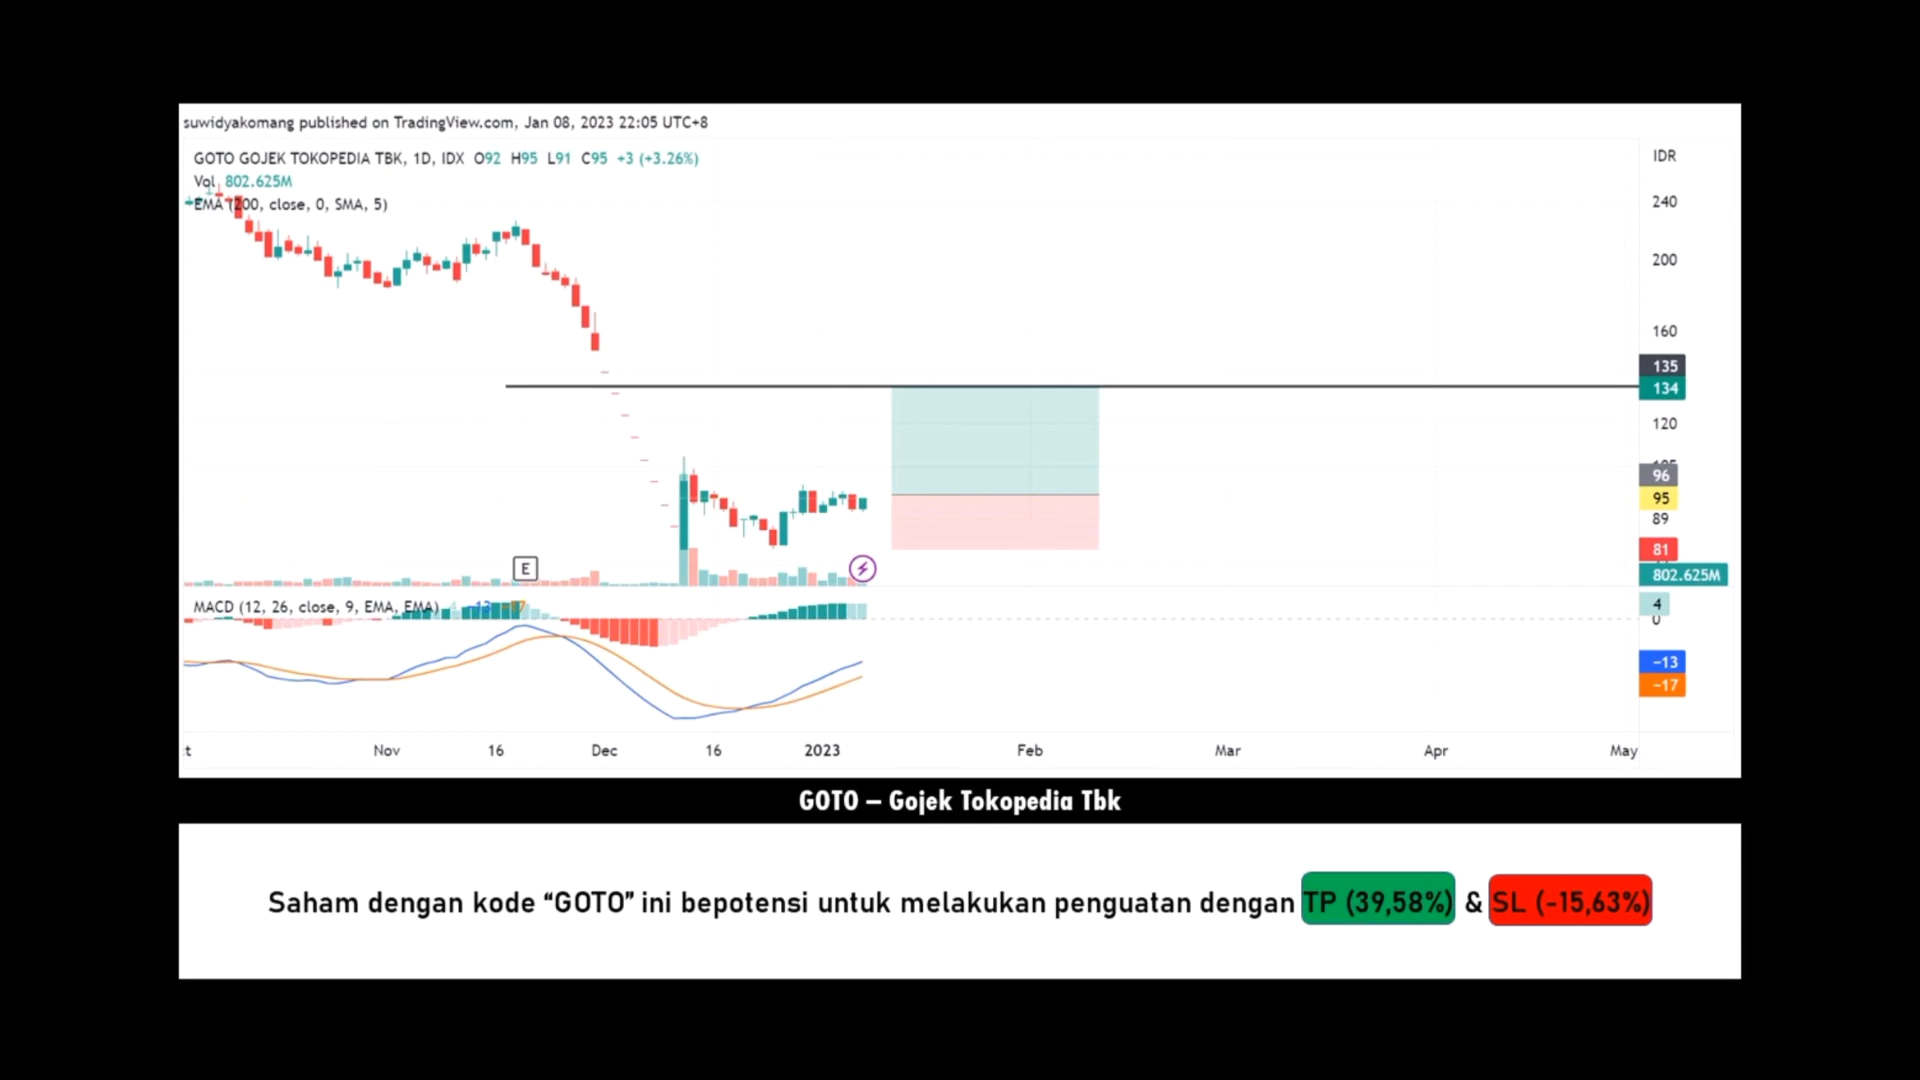 suwidyakomang published on TradingView.com, Jan 08, 2023 22:05 UTC+8
GOTO GOJEK TOKOPEDIA TBK, 1D, IDX O92 H95 L91 C95 +3 (+3.26%)
IDR
Vol 802.625M
EMA (200, close, 0, SMA, 5)
240
200
160
135
134
120
96
95
89
81
E
802.625M
MACD (12, 26, close, 9, EMA, EMA) 4 −13 −17
4
0
−13
−17
Nov 16 Dec 16 2023 Feb Mar Apr May
GOTO – Gojek Tokopedia Tbk
Saham dengan kode “GOTO” ini bepotensi untuk melakukan penguatan dengan TP (39,58%) & SL (-15,63%)